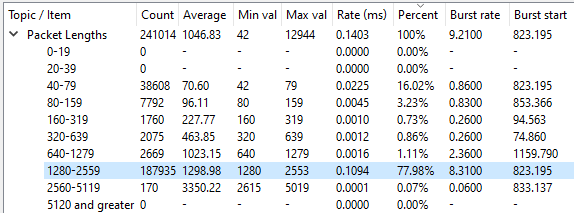 Topic / Item Count Average Min val Max val Rate (ms) Percent Burst rate Burst start
Packet Lengths 241014 1046.83 42 12944 0.1403 100% 9.2100 823.195
0-19 0 - - - 0.0000 0.00% - -
20-39 0 - - - 0.0000 0.00% - -
40-79 38608 70.60 42 79 0.0225 16.02% 0.8600 823.195
80-159 7792 96.11 80 159 0.0045 3.23% 0.8300 853.366
160-319 1760 227.77 160 319 0.0010 0.73% 0.2600 94.563
320-639 2075 463.85 320 639 0.0012 0.86% 0.2600 74.860
640-1279 2669 1023.15 640 1279 0.0016 1.11% 2.3600 1159.790
1280-2559 187935 1298.98 1280 2553 0.1094 77.98% 8.3100 823.195
2560-5119 170 3350.22 2615 5019 0.0001 0.07% 0.0600 833.137
5120 and greater 0 - - - 0.0000 0.00% - -